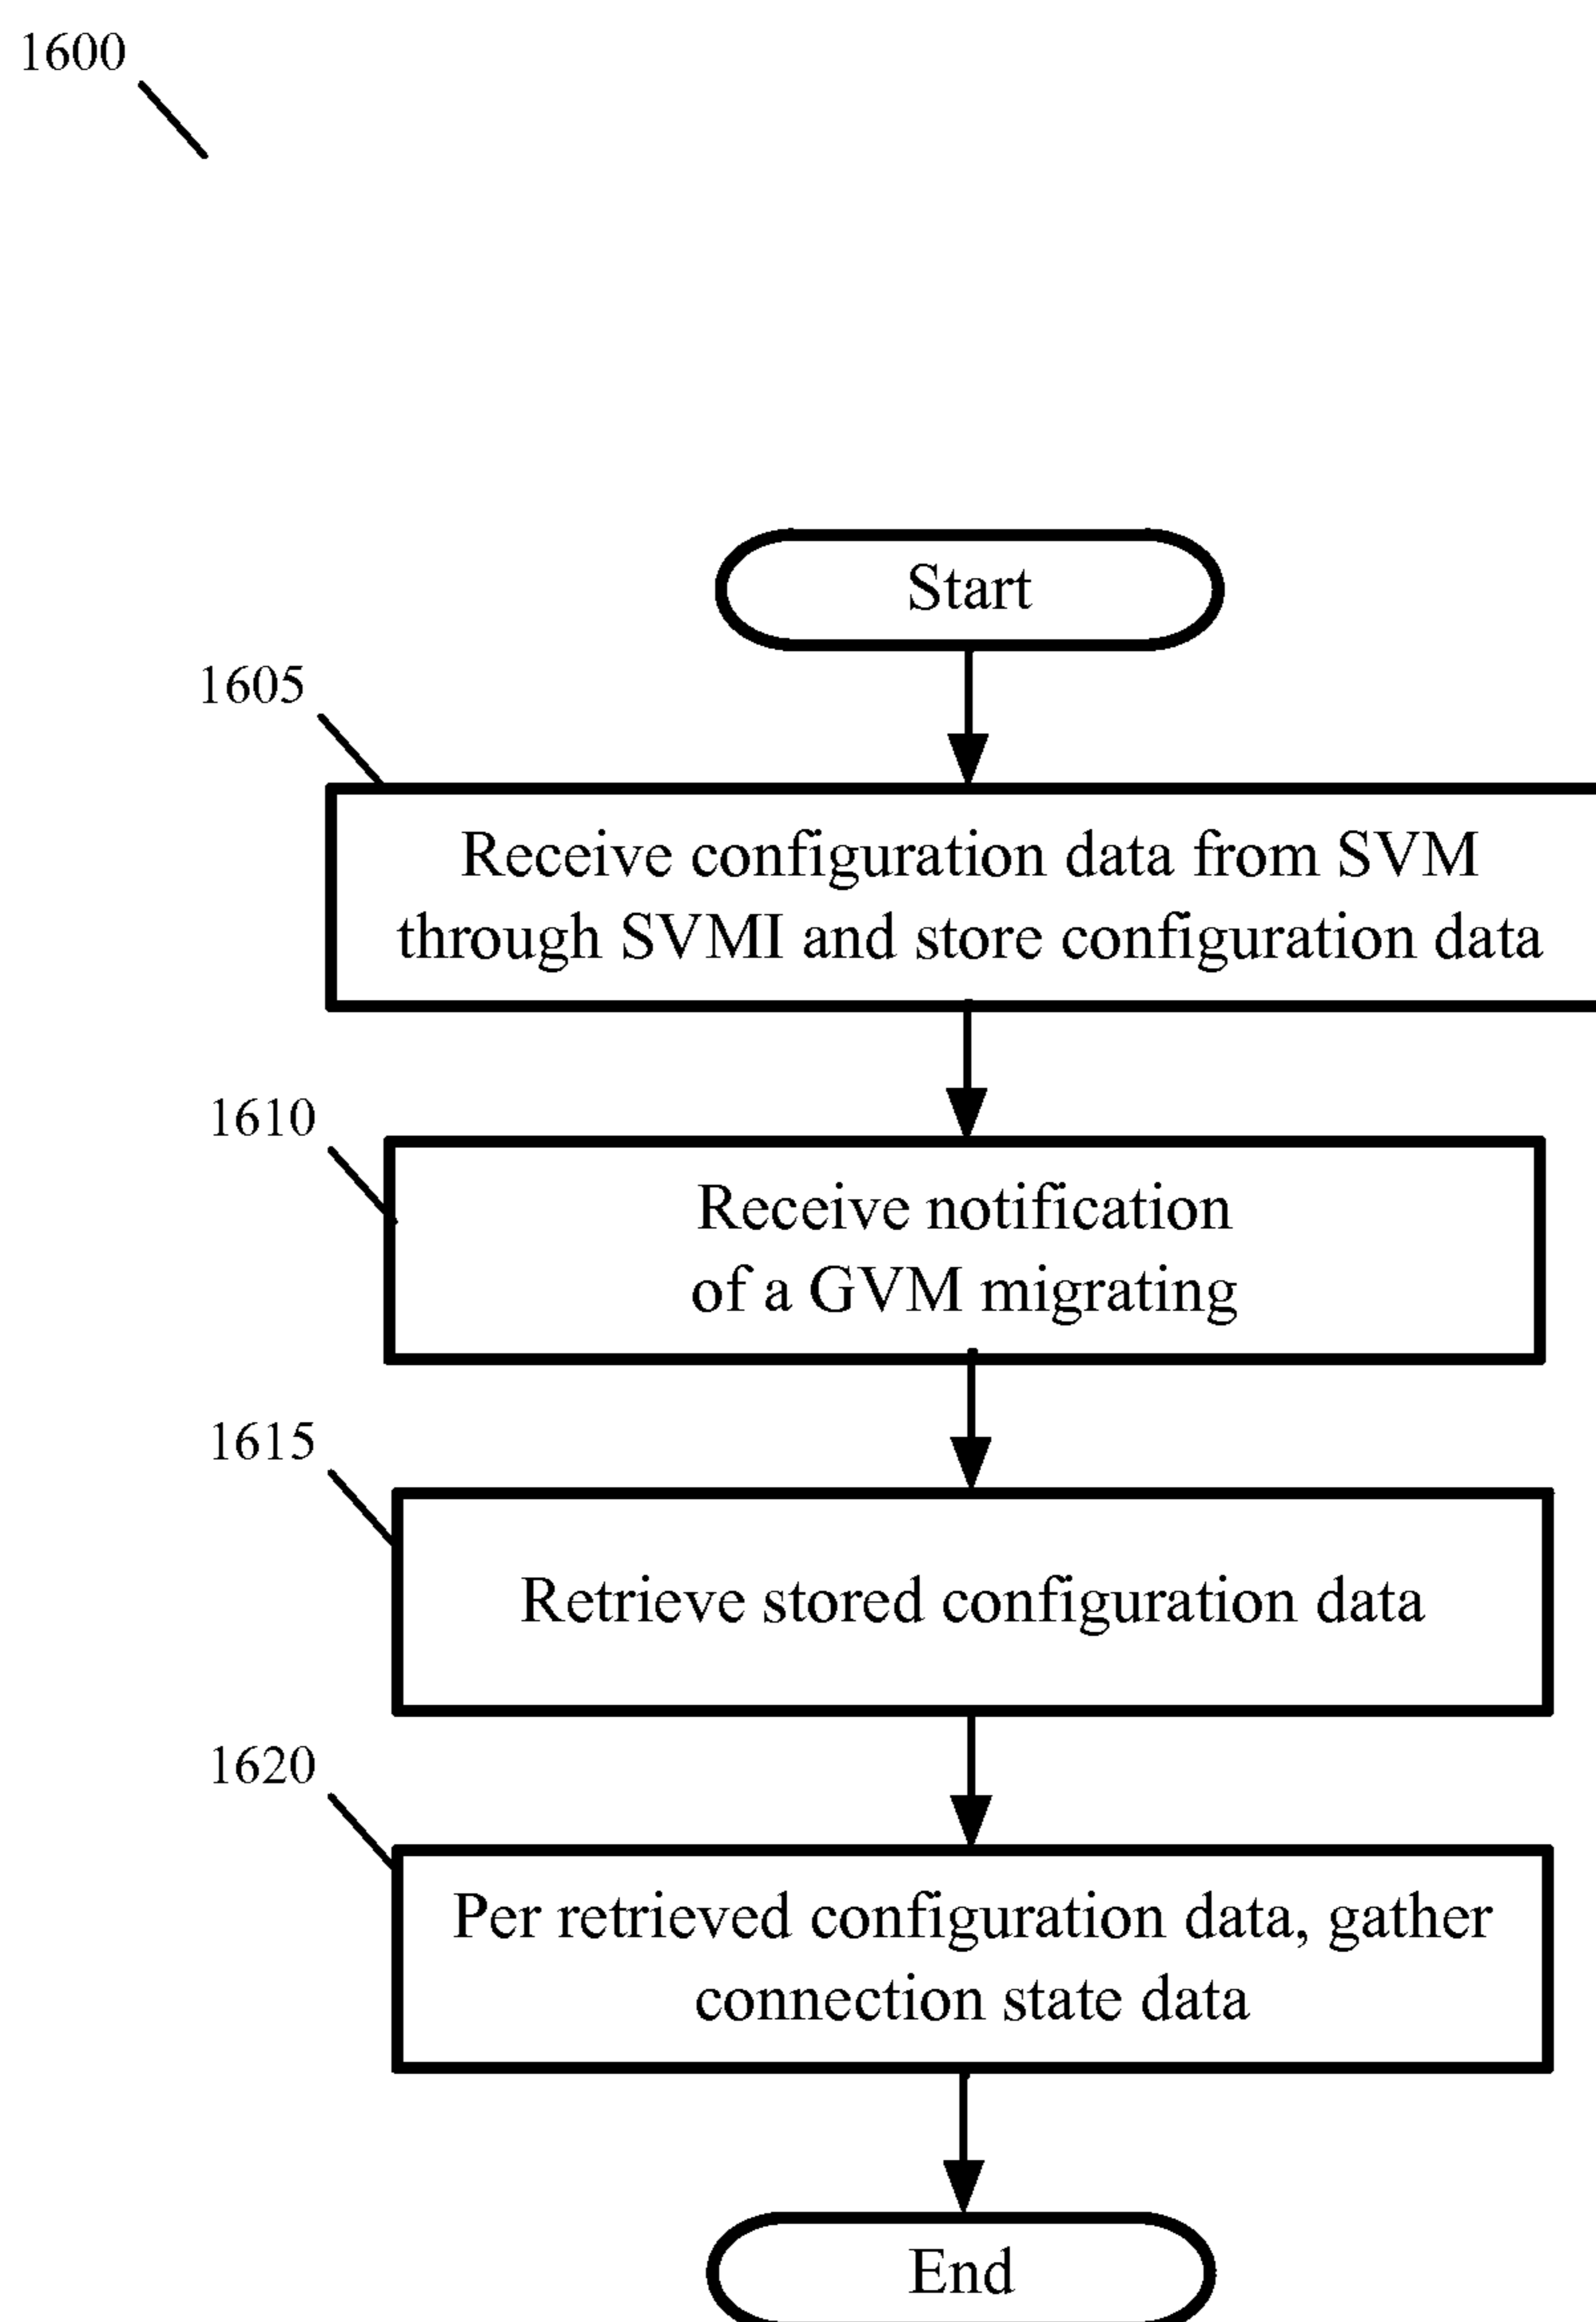 1600
Start
1605
Receive configuration data from SVM
through SVMI and store configuration data
1610
Receive notification
of a GVM migrating
1615
Retrieve stored configuration data
1620
Per retrieved configuration data, gather
connection state data
End